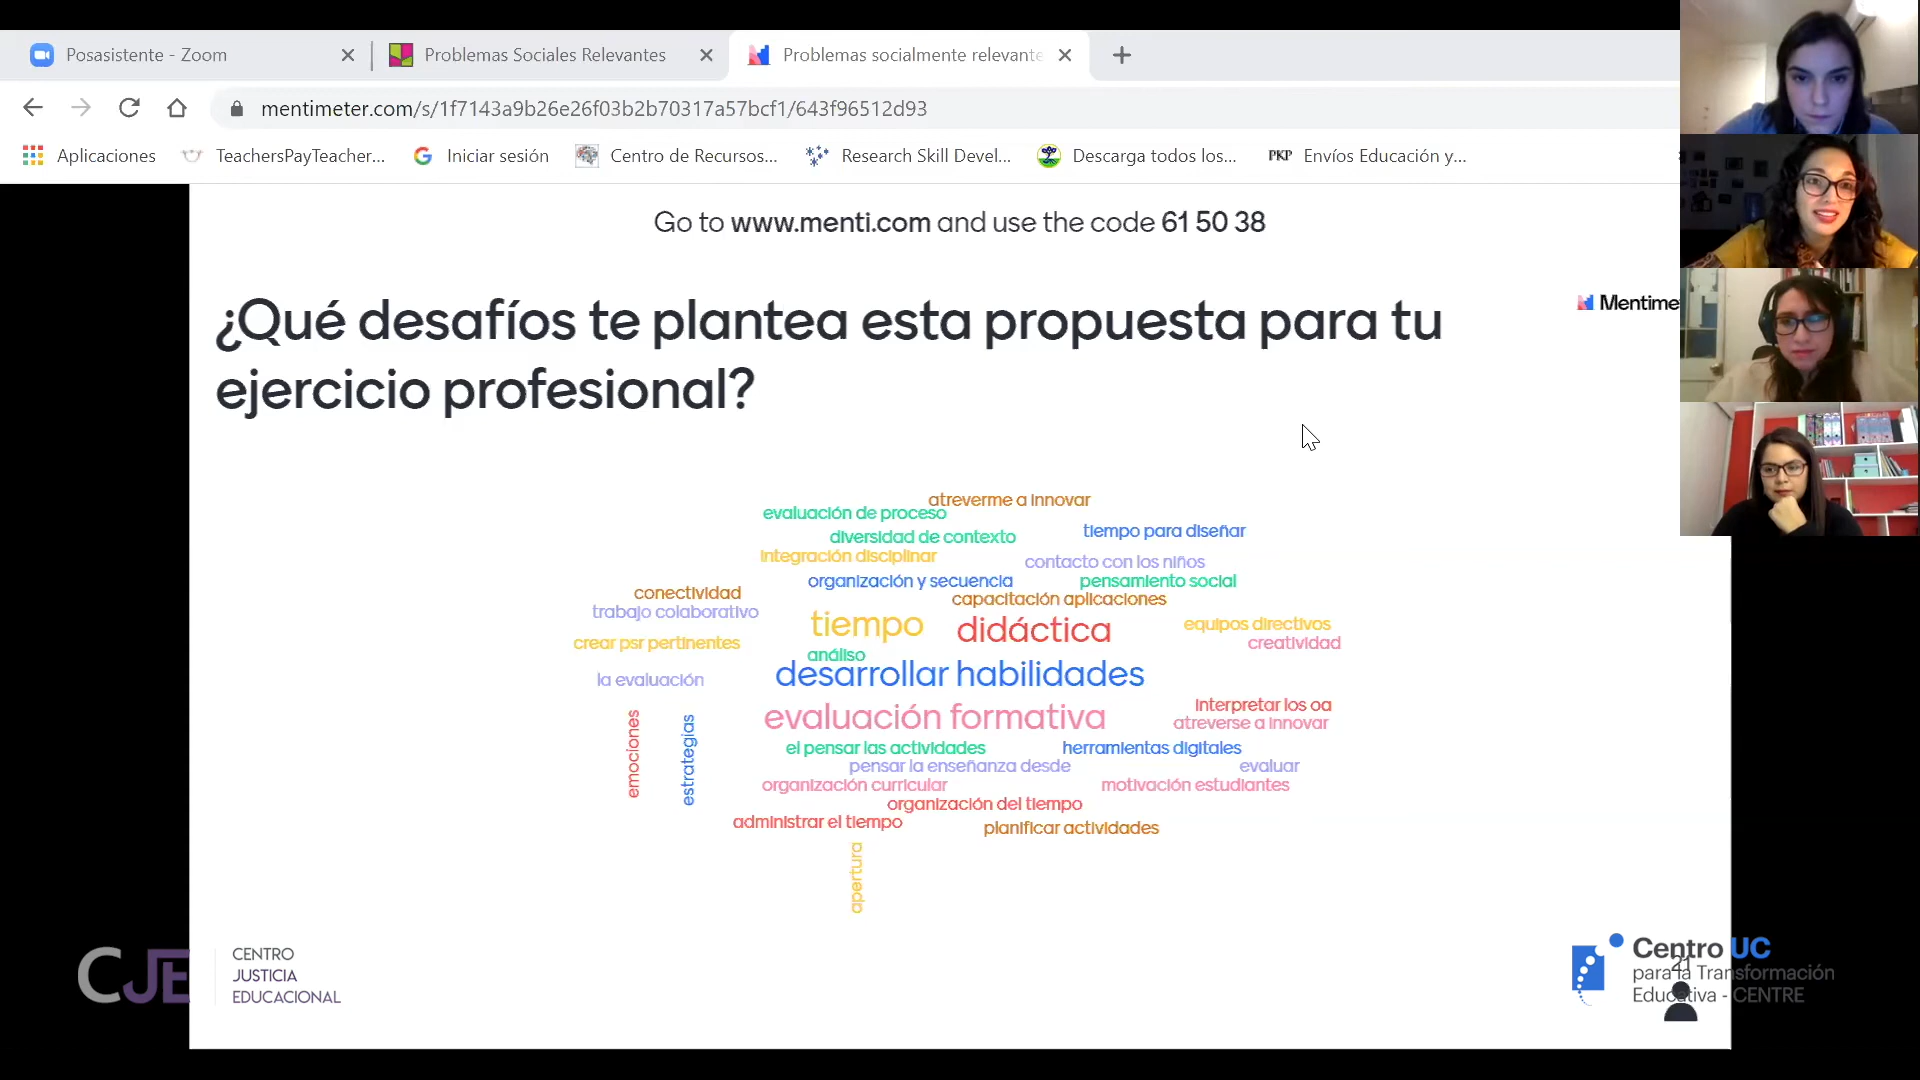 Posasistente - Zoom
Problemas Sociales Relevantes
Problemas socialmente relevante
mentimeter.com/s/1f7143a9b26e26f03b2b70317a57bcf1/643f96512d93
Aplicaciones
TeachersPayTeacher...
Iniciar sesión
Centro de Recursos...
Research Skill Devel...
Descarga todos los...
PKP
Envíos Educación y...
Go to www.menti.com and use the code 61 50 38
Mentime
¿Qué desafíos te plantea esta propuesta para tu
ejercicio profesional?
atreverme a innovar
evaluación de proceso
tiempo para diseñar
diversidad de contexto
integración disciplinar
contacto con los niños
organización y secuencia
pensamiento social
conectividad
capacitación aplicaciones
trabajo colaborativo
tiempo
didáctica
equipos directivos
crear psr pertinentes
creatividad
análiso
desarrollar habilidades
la evaluación
interpretar los oa
evaluación formativa
atreverse a innovar
emociones
estrategias
el pensar las actividades
herramientas digitales
pensar la enseñanza desde
evaluar
organización curricular
motivación estudiantes
organización del tiempo
administrar el tiempo
planificar actividades
apertura
CJE
CENTRO
JUSTICIA
EDUCACIONAL
Centro UC
para la Transformación
Educativa - CENTRE
21